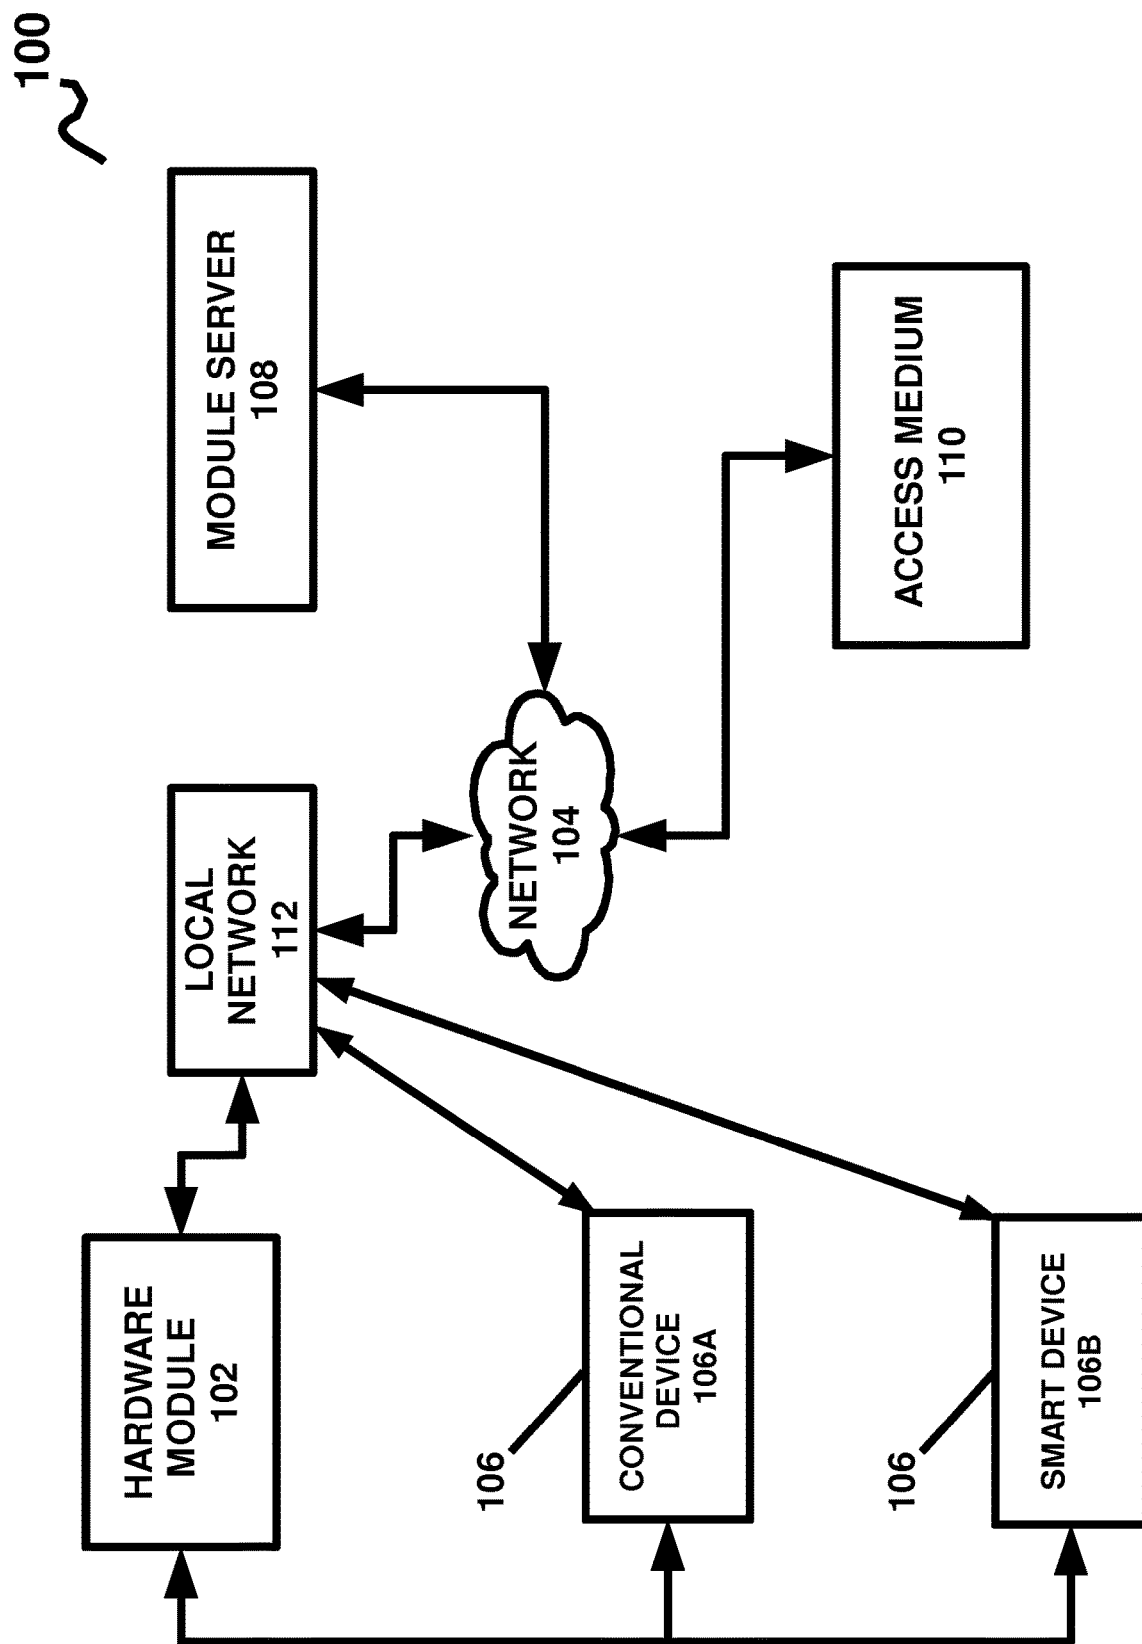 100
HARDWARE
MODULE
102
LOCAL
NETWORK
112
MODULE SERVER
108
NETWORK
104
106
CONVENTIONAL
DEVICE
106A
ACCESS MEDIUM
110
106
SMART DEVICE
106B